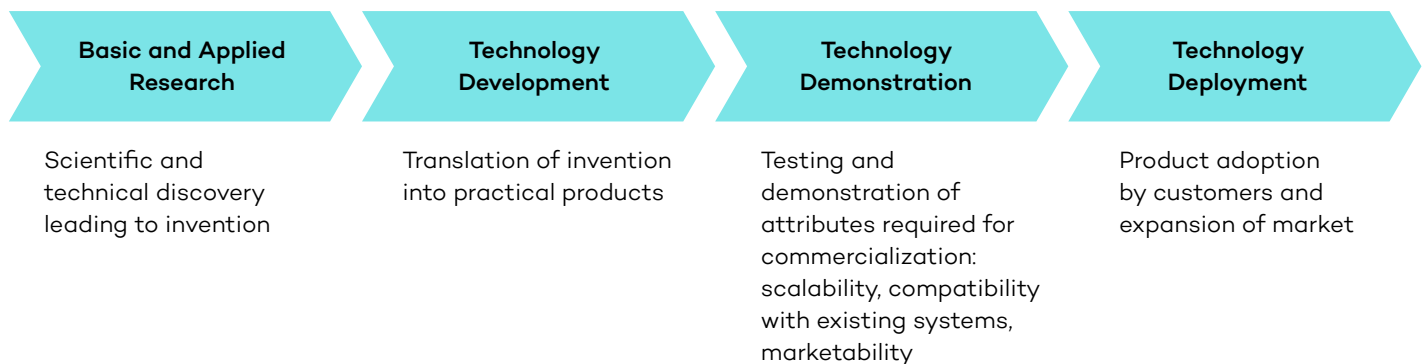 Basic and Applied
Research
Scientific and
technical discovery
leading to invention
Technology
Development
Translation of invention
into practical products
Technology
Demonstration
Testing and
demonstration of
attributes required for
commercialization:
scalability, compatibility
with existing systems,
marketability
Technology
Deployment
Product adoption
by customers and
expansion of market